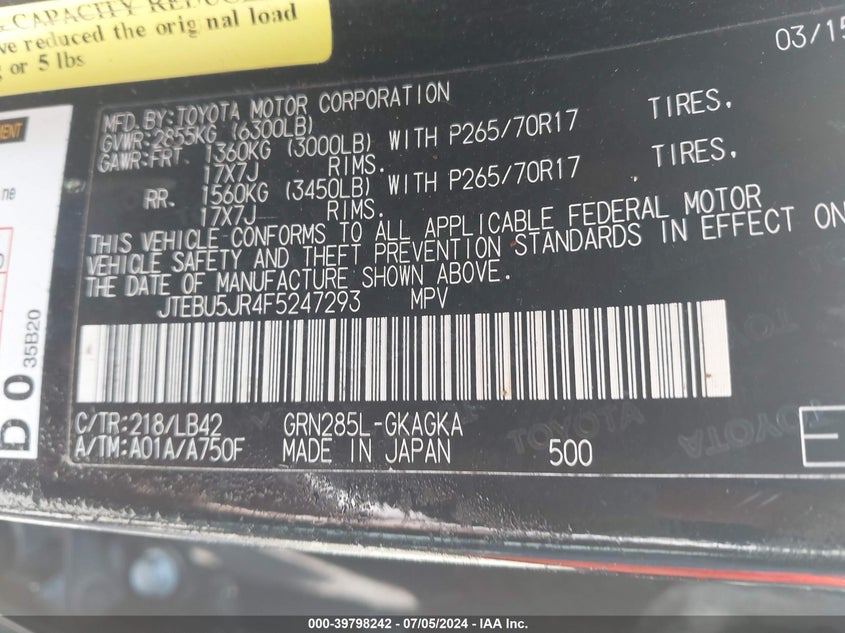 CAPACITY REDUCED
ve reduced the orig nal load
g or 5 lbs
03/15
MFD.BY:TOYOTA MOTOR CORPORATION
GVWR:2855KG (6300LB)
GAWR:FRT. 1360KG (3000LB) WITH P265/70R17 TIRES,
17X7J RIMS.
RR. 1560KG (3450LB) WITH P265/70R17 TIRES,
17X7J RIMS.
THIS VEHICLE CONFORMS TO ALL APPLICABLE FEDERAL MOTOR
VEHICLE SAFETY AND THEFT PREVENTION STANDARDS IN EFFECT ON
THE DATE OF MANUFACTURE SHOWN ABOVE.
JTEBU5JR4F5247293 MPV
C/TR:218/LB42 GRN285L-GKAGKA
A/TM:A01A/A750F MADE IN JAPAN 500
TOYOTA
D 0 35B20
000-39798242 - 07/05/2024 - IAA Inc.